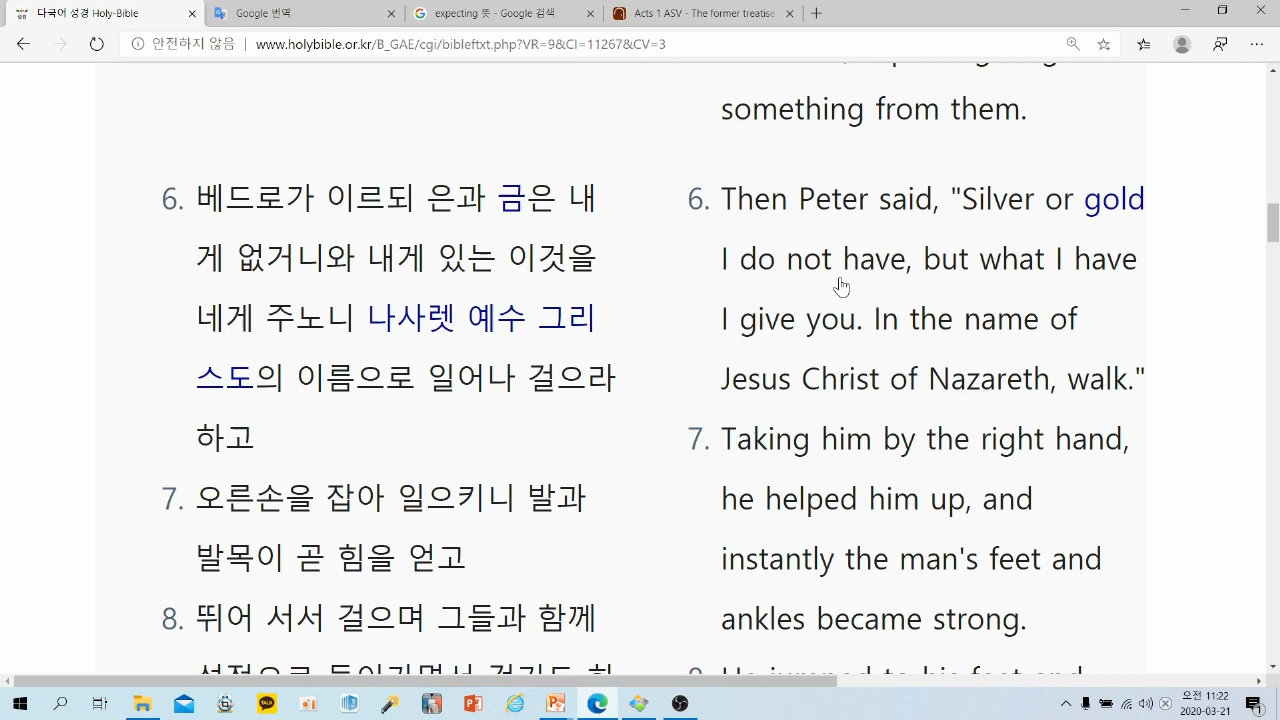 다국어 성경 Holy-Bible
Google 번역
expecting 뜻 - Google 검색
Acts 1 ASV - The former treatise
안전하지 않음
www.holybible.or.kr/B_GAE/cgi/bibleftxt.php?VR=9&CI=11267&CV=3
something from them.
6. 베드로가 이르되 은과 금은 내
게 없거니와 내게 있는 이것을
네게 주노니 나사렛 예수 그리
스도의 이름으로 일어나 걸으라
하고
7. 오른손을 잡아 일으키니 발과
발목이 곧 힘을 얻고
8. 뛰어 서서 걸으며 그들과 함께
6. Then Peter said, "Silver or gold
I do not have, but what I have
I give you. In the name of
Jesus Christ of Nazareth, walk."
7. Taking him by the right hand,
he helped him up, and
instantly the man's feet and
ankles became strong.
He jumped to his feet and
TALK
오전 11:22
2020-03-21